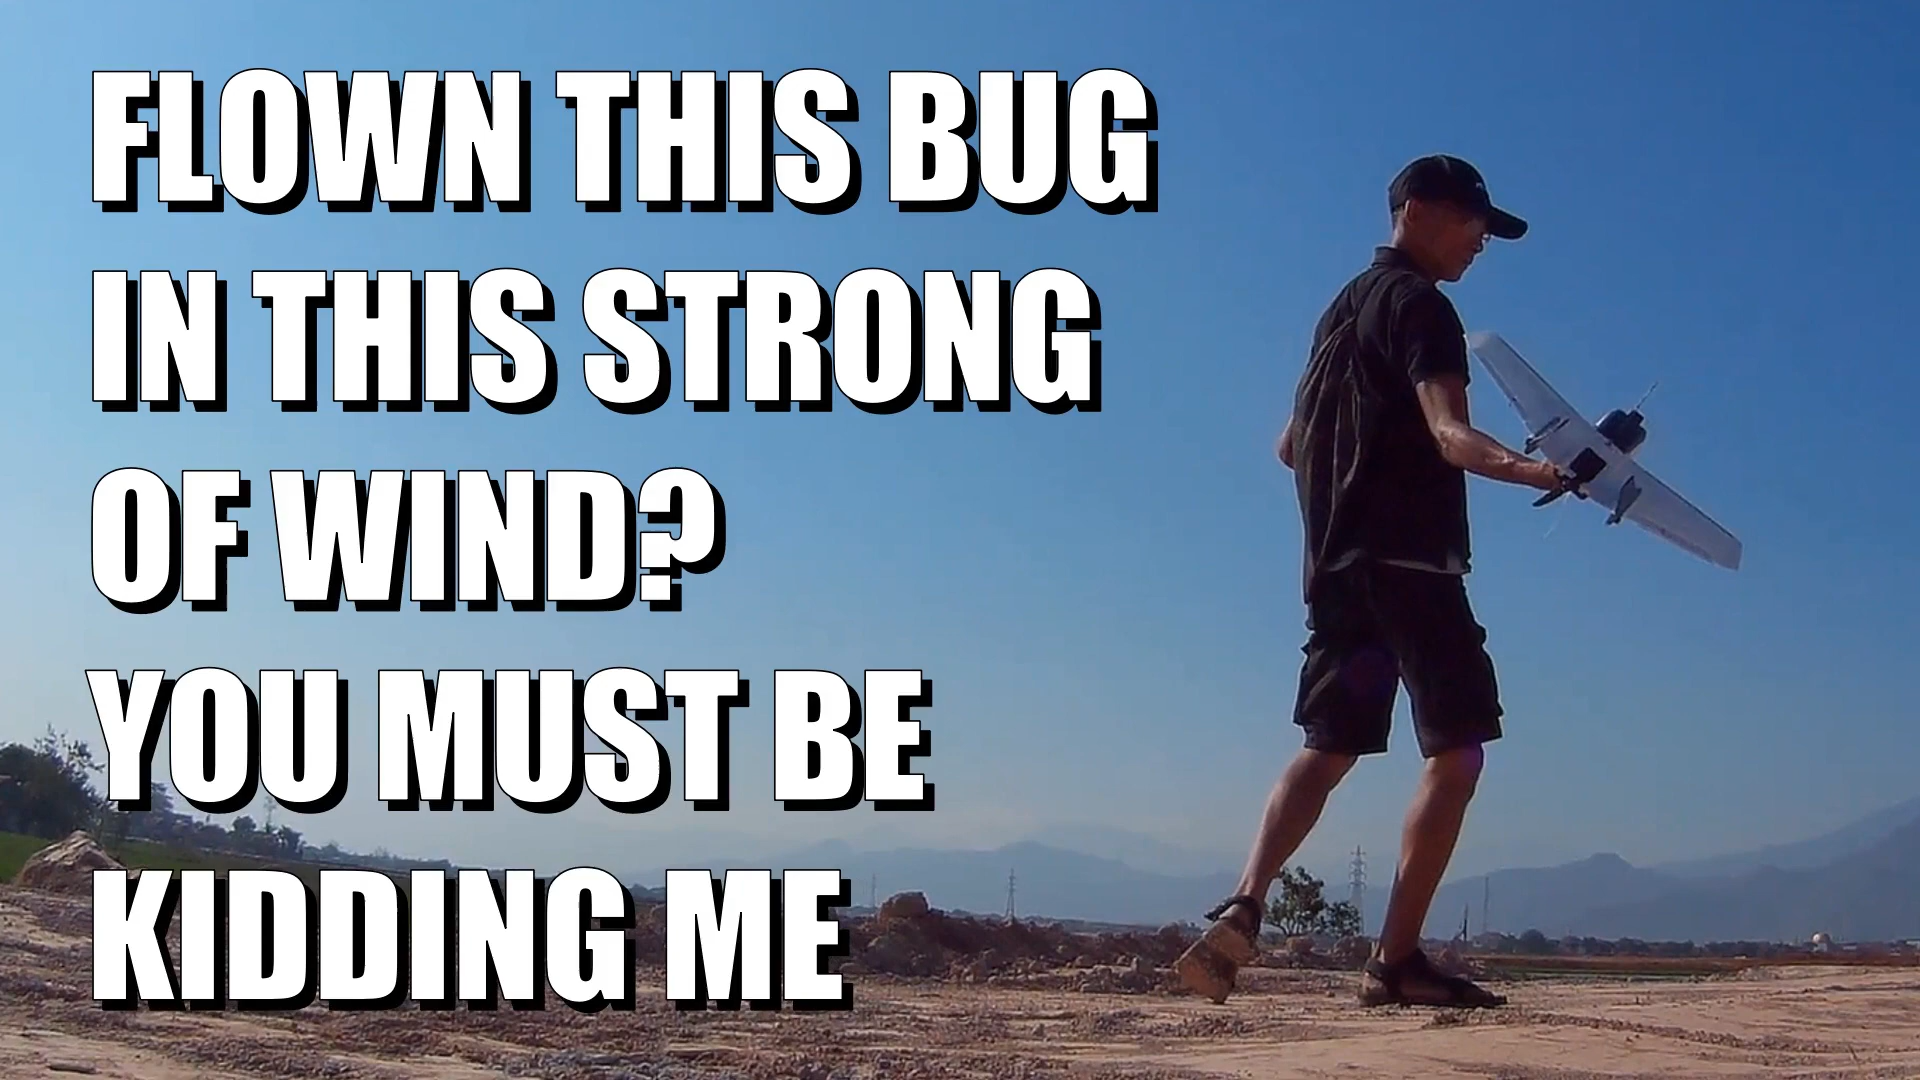 FLOWN THIS BUG
IN THIS STRONG
OF WIND?
YOU MUST BE
KIDDING ME